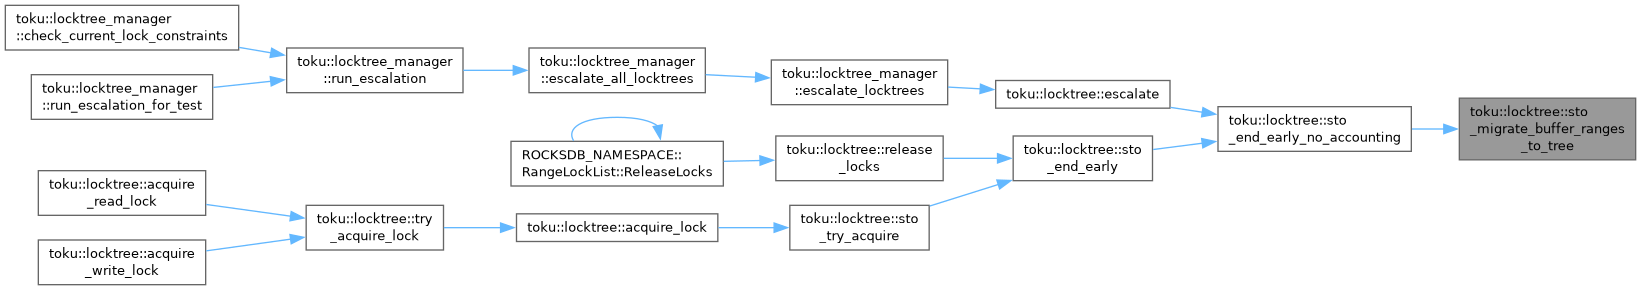 toku::locktree_manager
::check_current_lock_constraints
toku::locktree_manager
::run_escalation_for_test
toku::locktree_manager
::run_escalation
toku::locktree_manager
::escalate_all_locktrees
toku::locktree_manager
::escalate_locktrees
toku::locktree::escalate
toku::locktree::sto
_end_early_no_accounting
toku::locktree::sto
_migrate_buffer_ranges
_to_tree
ROCKSDB_NAMESPACE::
RangeLockList::ReleaseLocks
toku::locktree::release
_locks
toku::locktree::sto
_end_early
toku::locktree::acquire
_read_lock
toku::locktree::acquire
_write_lock
toku::locktree::try
_acquire_lock
toku::locktree::acquire_lock
toku::locktree::sto
_try_acquire